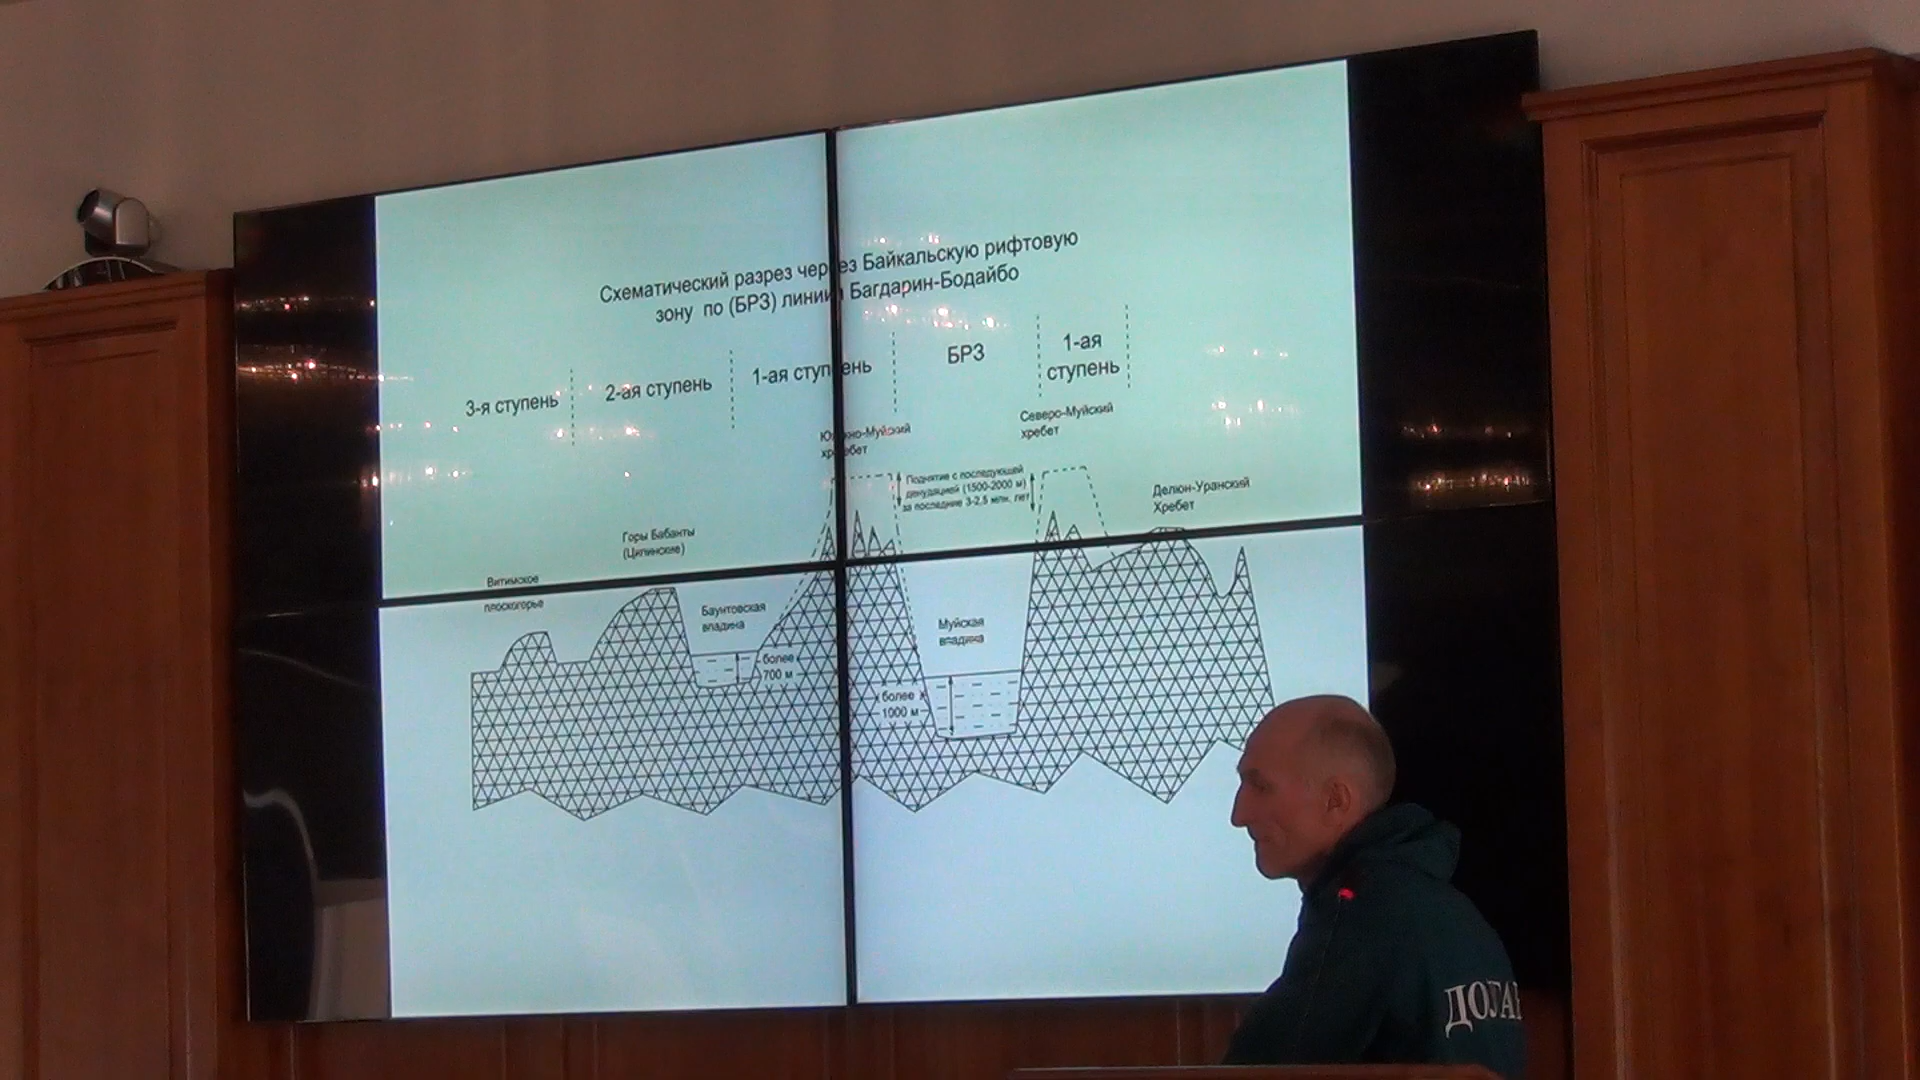 Схематический разрез через Байкальскую рифтовую
зону по (БРЗ) линии Багдарин-Бодайбо
3-я ступень
2-ая ступень
1-ая ступень
БРЗ
1-ая
ступень
Южно-Муйский
хребет
Северо-Муйский
хребет
Поднятие с последующей
денудацией (1500-2000 м)
за последние 3-2,5 млн. лет
Делюн-Уранский
Хребет
Горы Бабанты
(Ципинские)
Витимское
плоскогорье
Баунтовская
впадина
более
700 м
Муйская
впадина
более
1000 м